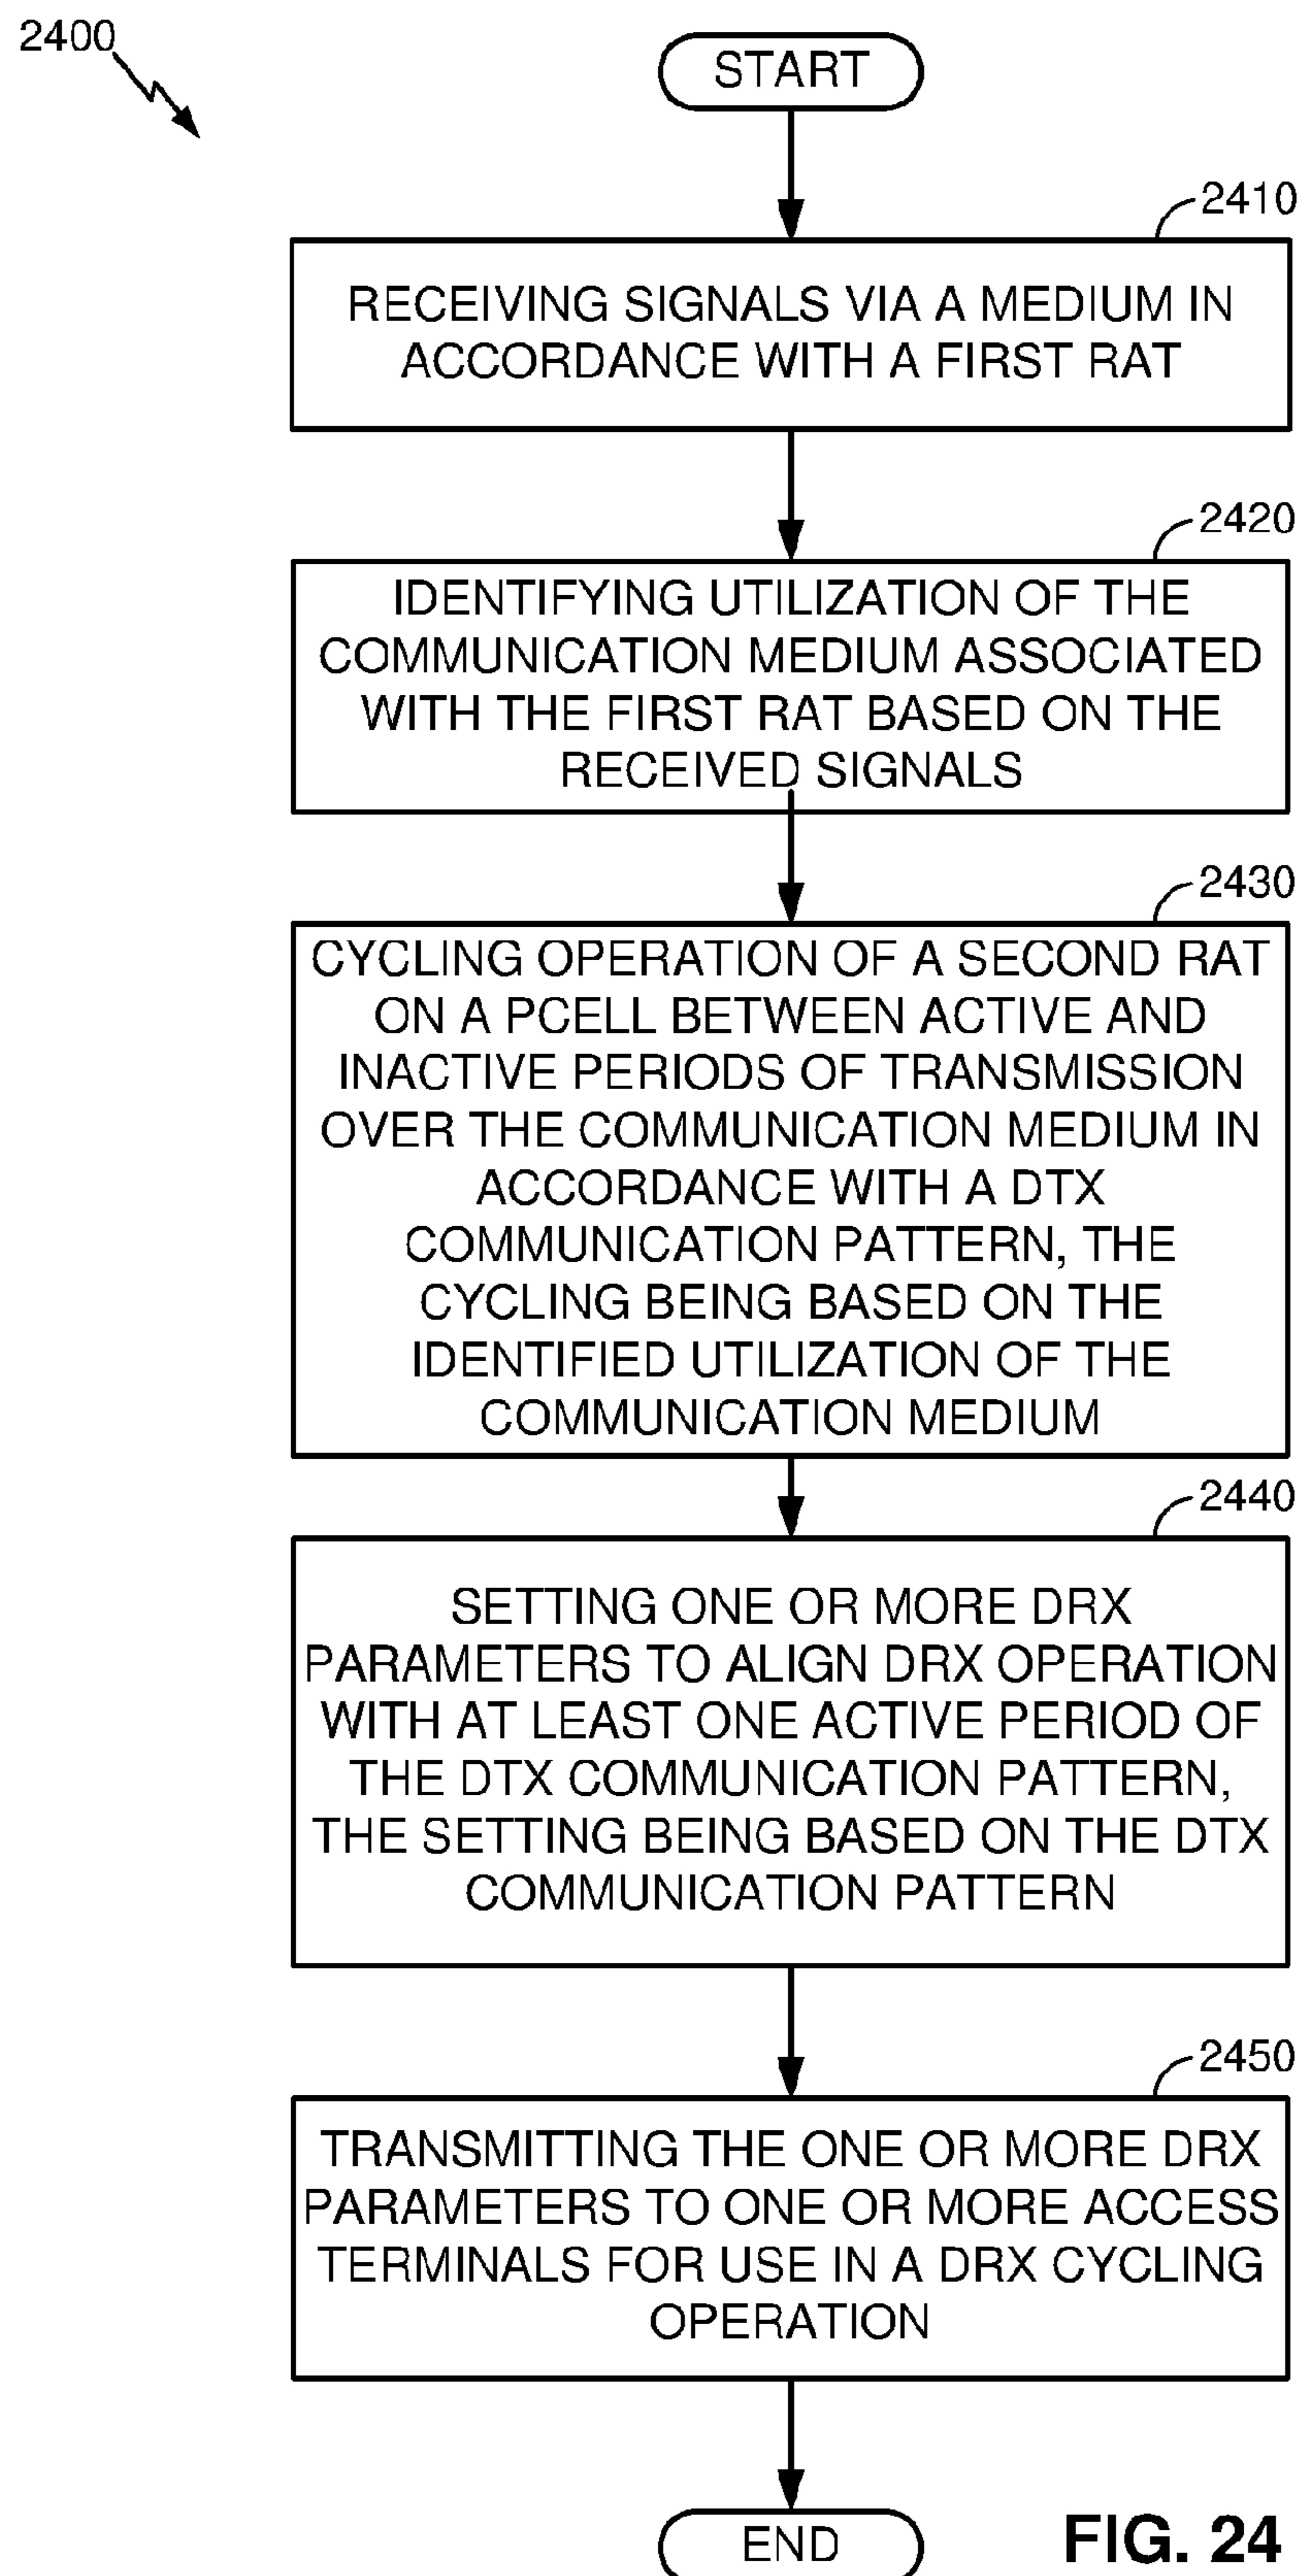 2400
START
2410
RECEIVING SIGNALS VIA A MEDIUM IN
ACCORDANCE WITH A FIRST RAT
2420
IDENTIFYING UTILIZATION OF THE
COMMUNICATION MEDIUM ASSOCIATED
WITH THE FIRST RAT BASED ON THE
RECEIVED SIGNALS
2430
CYCLING OPERATION OF A SECOND RAT
ON A PCELL BETWEEN ACTIVE AND
INACTIVE PERIODS OF TRANSMISSION
OVER THE COMMUNICATION MEDIUM IN
ACCORDANCE WITH A DTX
COMMUNICATION PATTERN, THE
CYCLING BEING BASED ON THE
IDENTIFIED UTILIZATION OF THE
COMMUNICATION MEDIUM
2440
SETTING ONE OR MORE DRX
PARAMETERS TO ALIGN DRX OPERATION
WITH AT LEAST ONE ACTIVE PERIOD OF
THE DTX COMMUNICATION PATTERN,
THE SETTING BEING BASED ON THE DTX
COMMUNICATION PATTERN
2450
TRANSMITTING THE ONE OR MORE DRX
PARAMETERS TO ONE OR MORE ACCESS
TERMINALS FOR USE IN A DRX CYCLING
OPERATION
END
FIG. 24